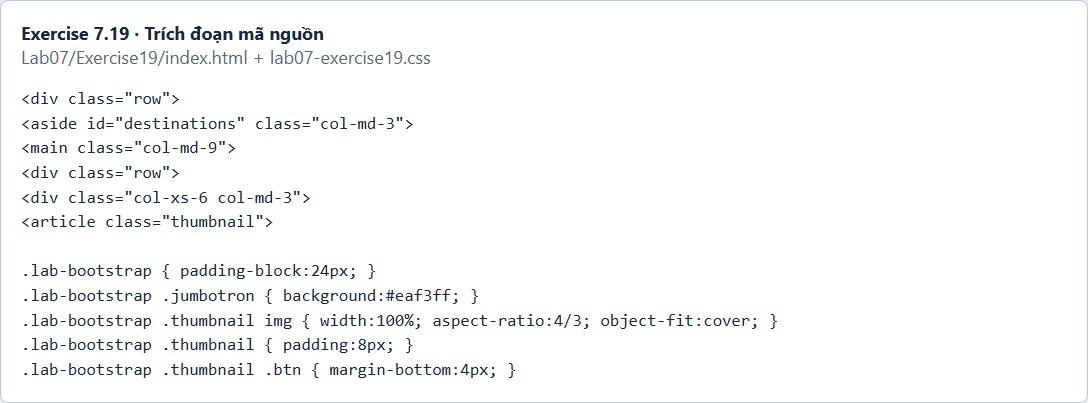 Exercise 7.19 · Trích đoạn mã nguồn
Lab07/Exercise19/index.html + lab07-exercise19.css
<div class="row">
<aside id="destinations" class="col-md-3">
<main class="col-md-9">
<div class="row">
<div class="col-xs-6 col-md-3">
<article class="thumbnail">
.lab-bootstrap { padding-block:24px; }
.lab-bootstrap .jumbotron { background:#eaf3ff; }
.lab-bootstrap .thumbnail img { width:100%; aspect-ratio:4/3; object-fit:cover; }
.lab-bootstrap .thumbnail { padding:8px; }
.lab-bootstrap .thumbnail .btn { margin-bottom:4px; }